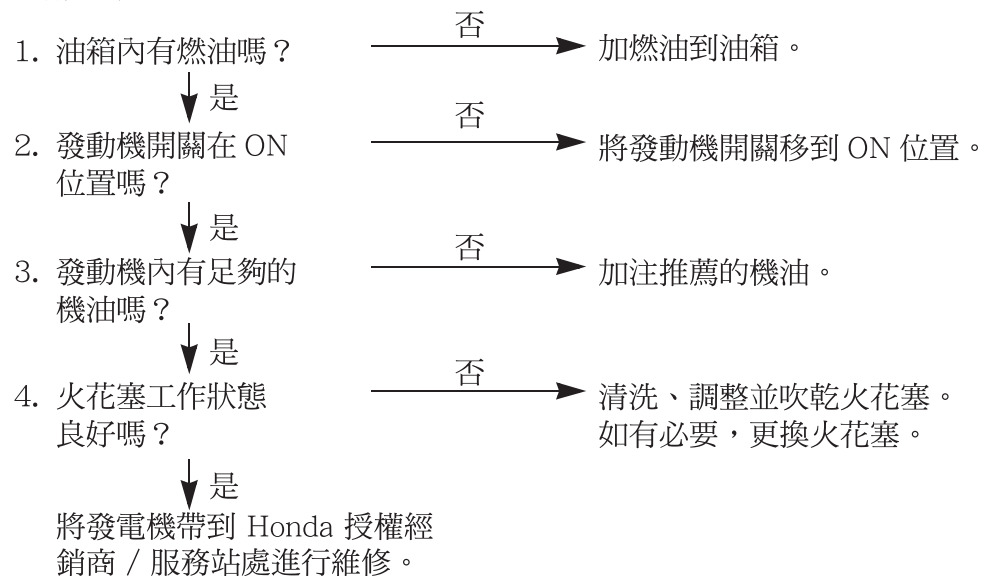 否
1. 油箱內有燃油嗎？
加燃油到油箱。
是
否
2. 發動機開關在 ON
位置嗎？
將發動機開關移到 ON 位置。
是
否
3. 發動機內有足夠的
機油嗎？
加注推薦的機油。
是
否
4. 火花塞工作狀態
良好嗎？
清洗、調整並吹乾火花塞。
如有必要，更換火花塞。
是
將發電機帶到 Honda 授權經
銷商 / 服務站處進行維修。